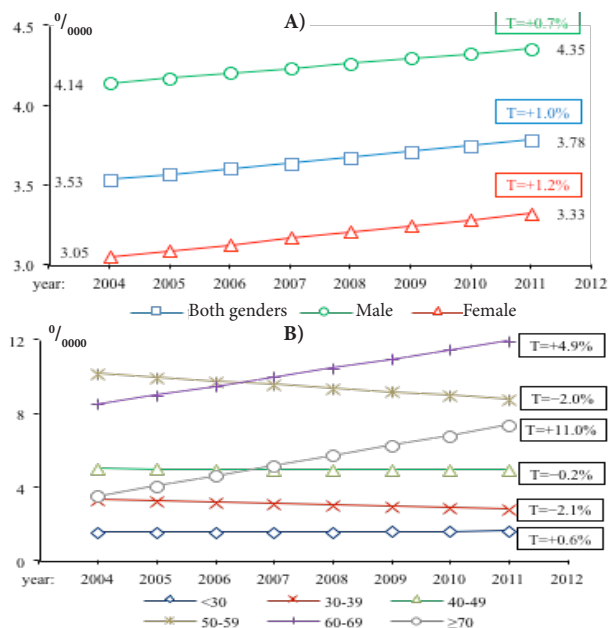 A)
⁰/₀₀₀₀
4.5
T=+0.7%
4.14
4.35
4.0
T=+1.0%
3.78
3.53
3.5
T=+1.2%
3.33
3.05
3.0
year: 2004 2005 2006 2007 2008 2009 2010 2011 2012
Both genders Male Female
B)
⁰/₀₀₀₀
12
T=+4.9%
T=−2.0%
8
T=+11.0%
T=−0.2%
4
T=−2.1%
T=+0.6%
0
year: 2004 2005 2006 2007 2008 2009 2010 2011 2012
<30 30-39 40-49
50-59 60-69 ≥70